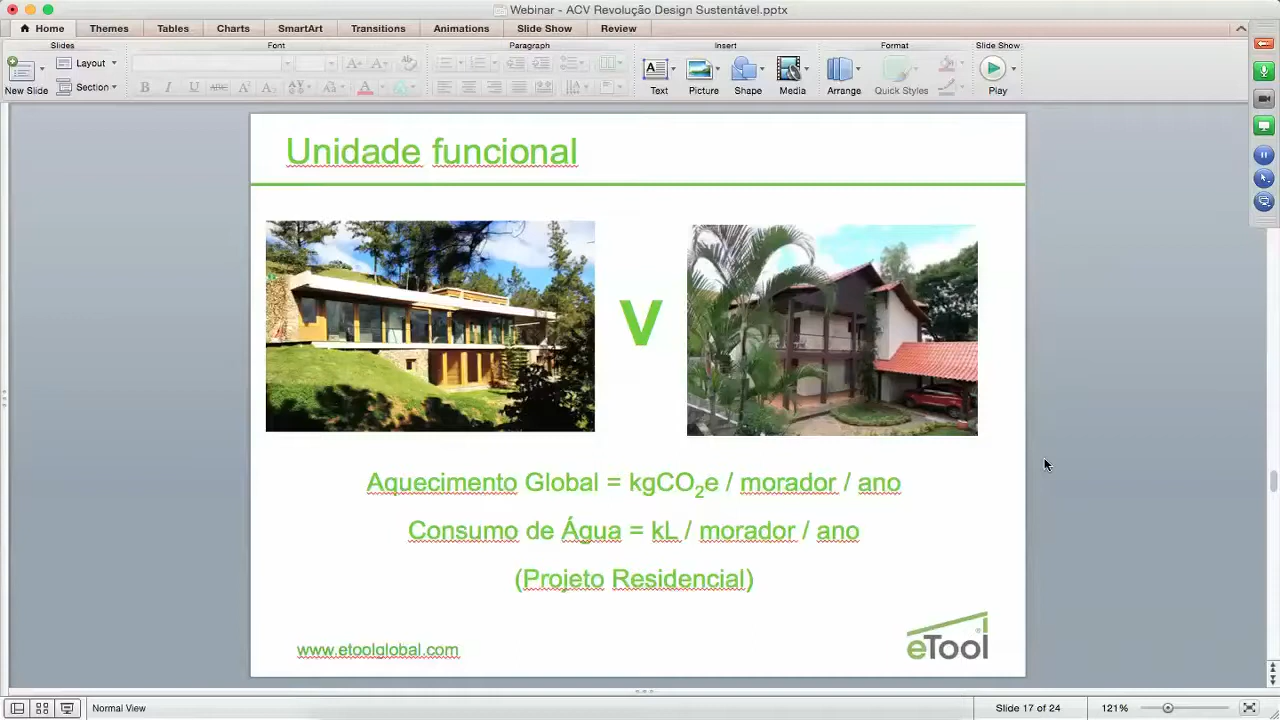 Webinar - ACV Revolução Design Sustentável.pptx
Home Themes Tables Charts SmartArt Transitions Animations Slide Show Review
Slides Font Paragraph Insert Format Slide Show
Layout
Section
New Slide
B I U ABC
Text Picture Shape Media Arrange Quick Styles Play
Unidade funcional
V
Aquecimento Global = kgCO₂e / morador / ano
Consumo de Água = kL / morador / ano
(Projeto Residencial)
www.etoolglobal.com
eTool
Normal View
Slide 17 of 24
121%